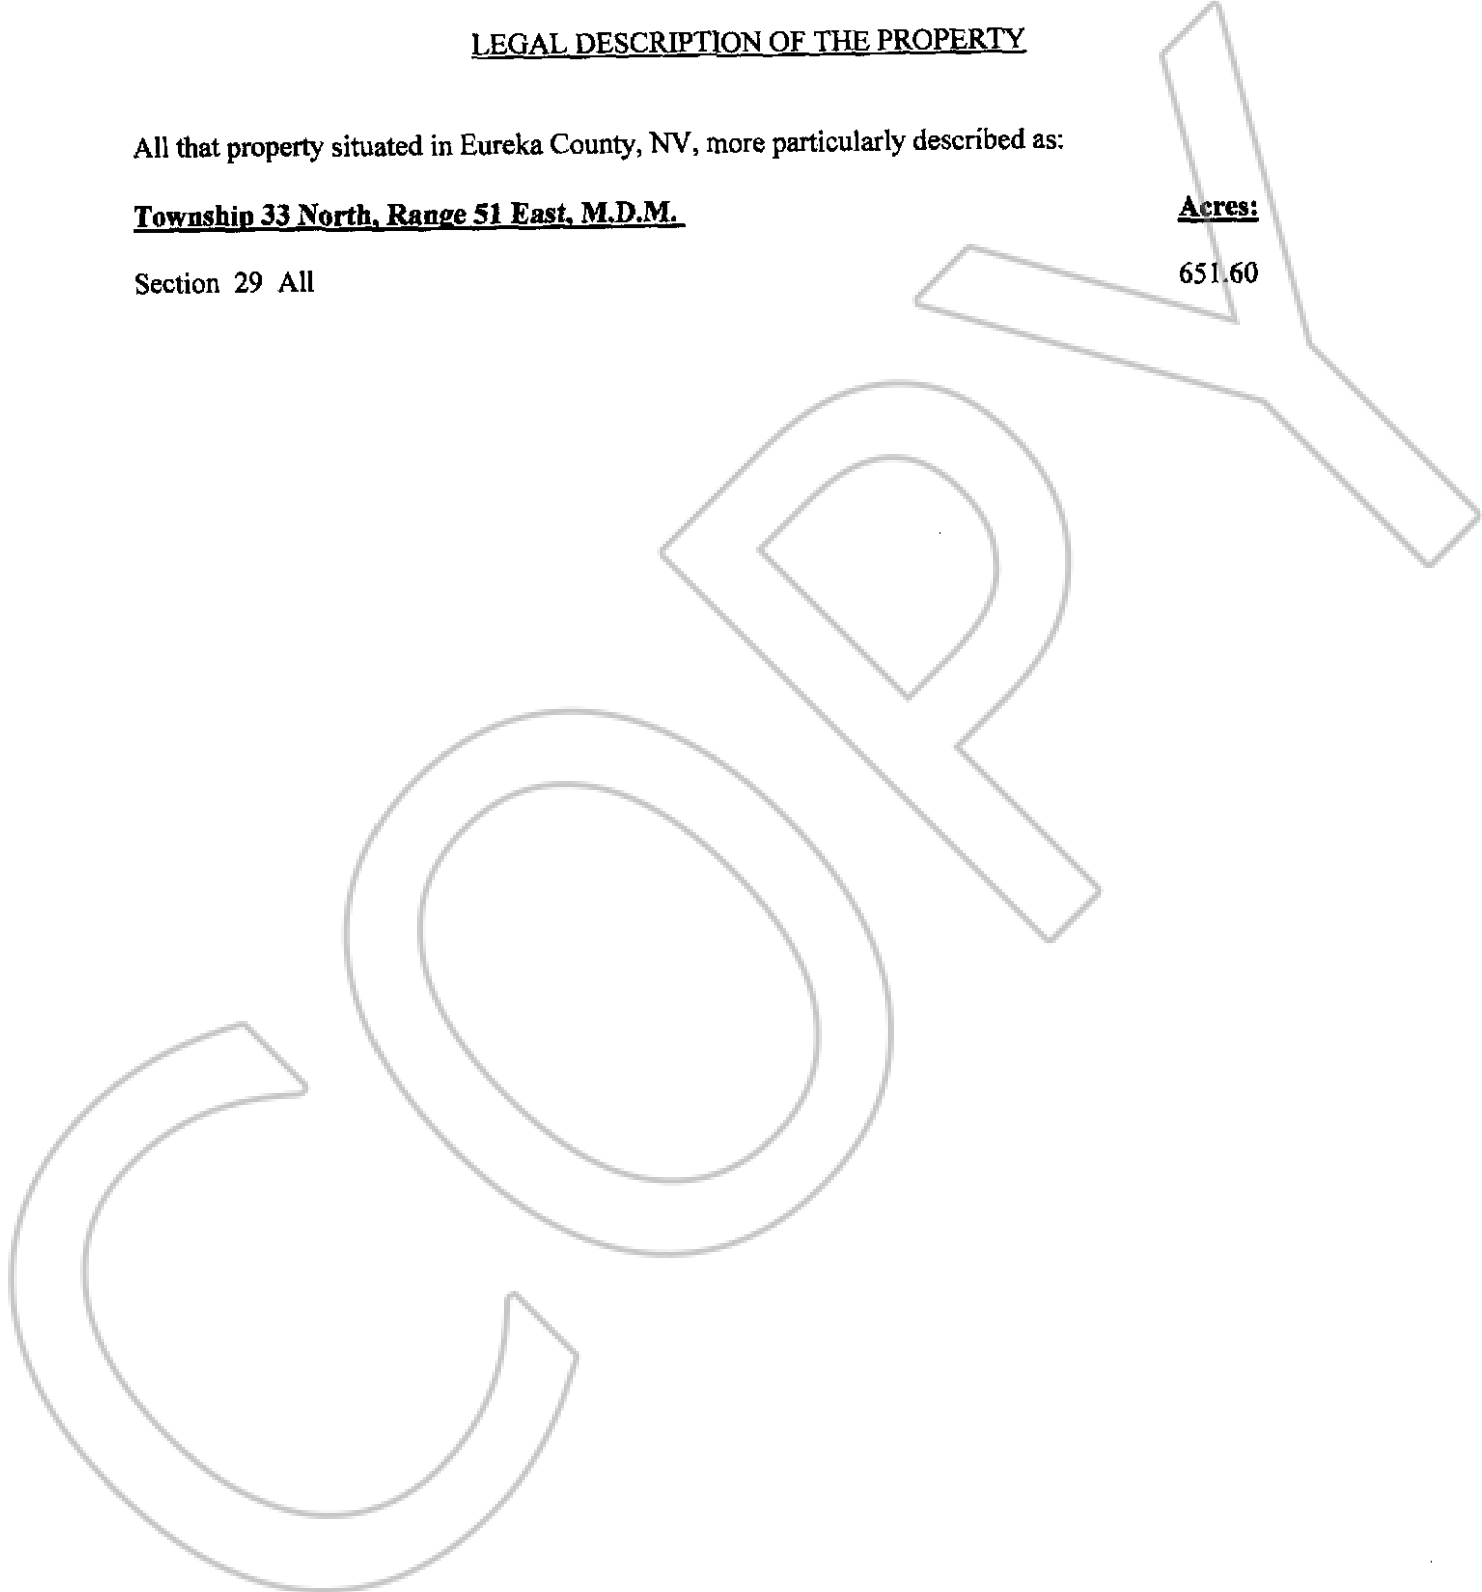 LEGAL DESCRIPTION OF THE PROPERTY
All that property situated in Eureka County, NV, more particularly described as:
Township 33 North, Range 51 East, M.D.M. Acres:
Section 29 All 651.60
COPY